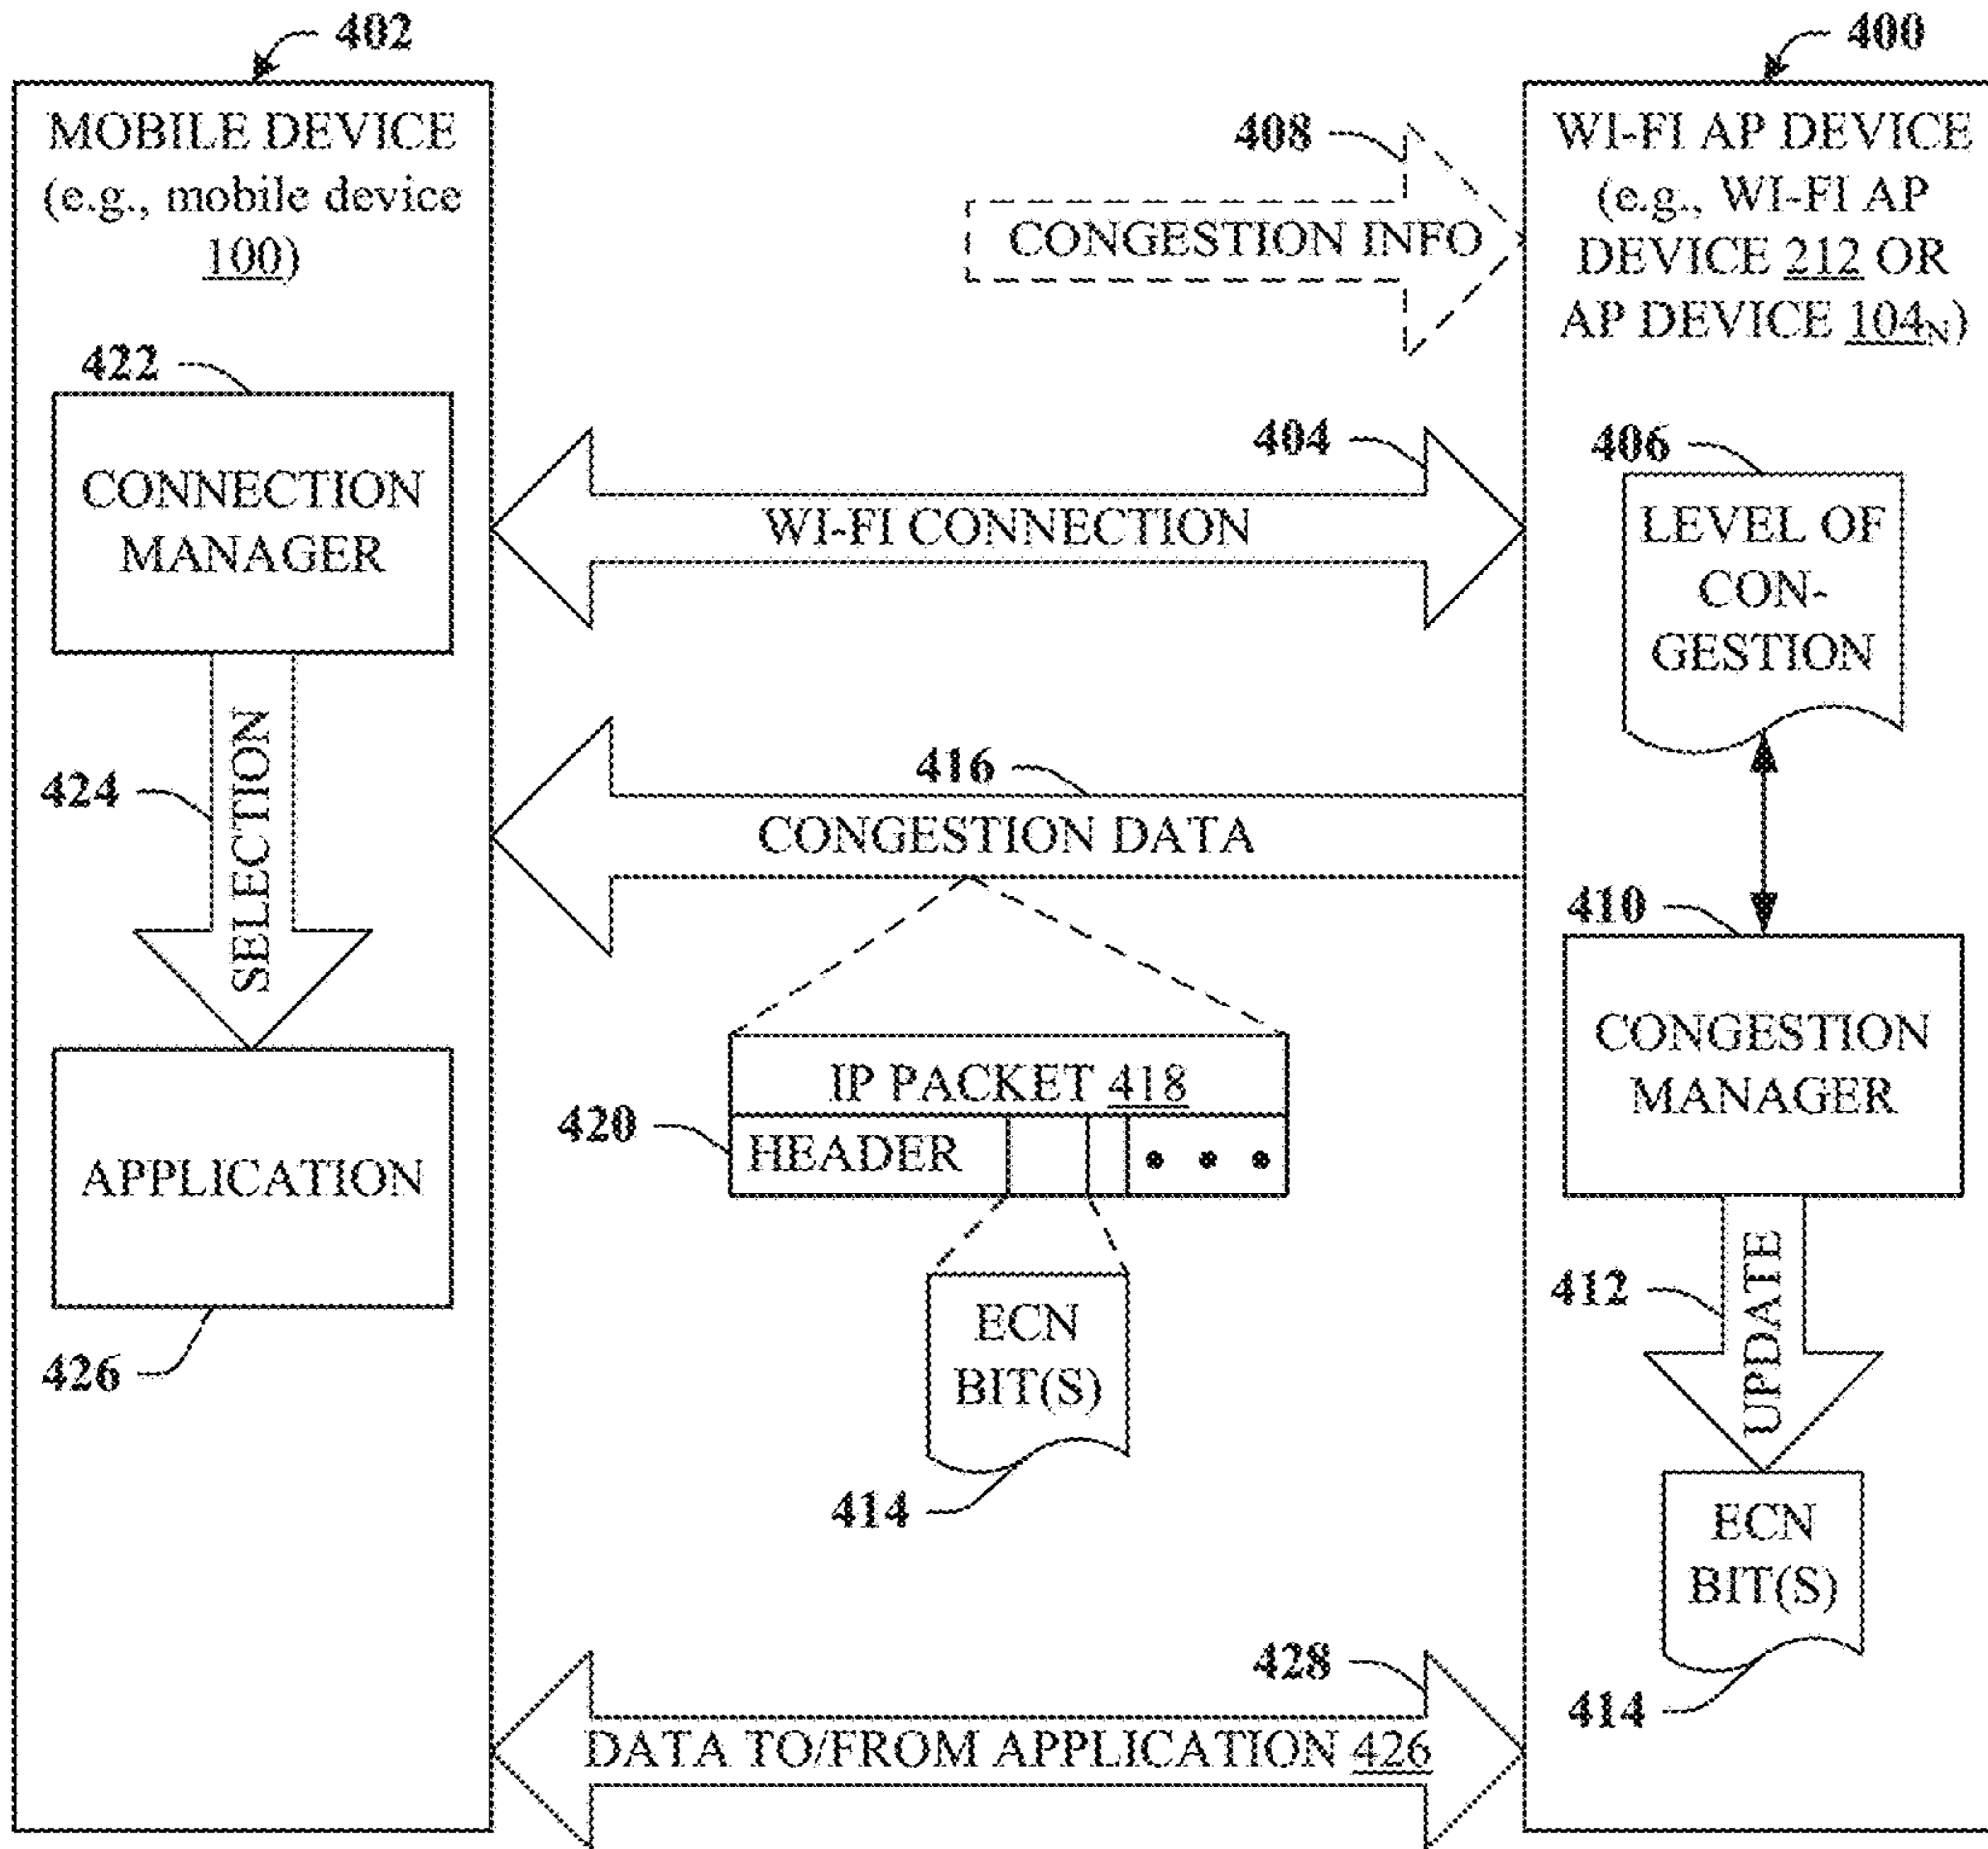 402
400
MOBILE DEVICE
(e.g., mobile device
100)
408
CONGESTION INFO
WI-FI AP DEVICE
(e.g., WI-FI AP
DEVICE 212 OR
AP DEVICE 104N)
422
CONNECTION
MANAGER
404
WI-FI CONNECTION
406
LEVEL OF
CON-
GESTION
424
SELECTION
416
CONGESTION DATA
410
CONGESTION
MANAGER
IP PACKET 418
420
HEADER
APPLICATION
426
ECN
BIT(S)
414
412
UPDATE
ECN
BIT(S)
414
428
DATA TO/FROM APPLICATION 426